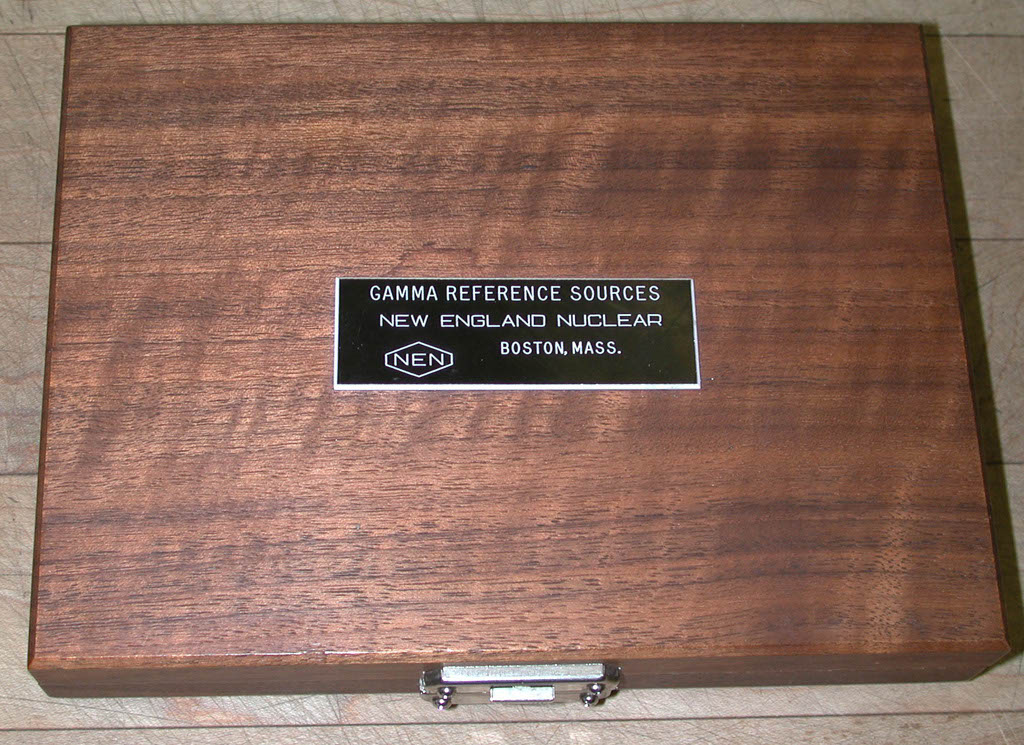 GAMMA REFERENCE SOURCES
NEW ENGLAND NUCLEAR
BOSTON, MASS.
NEN